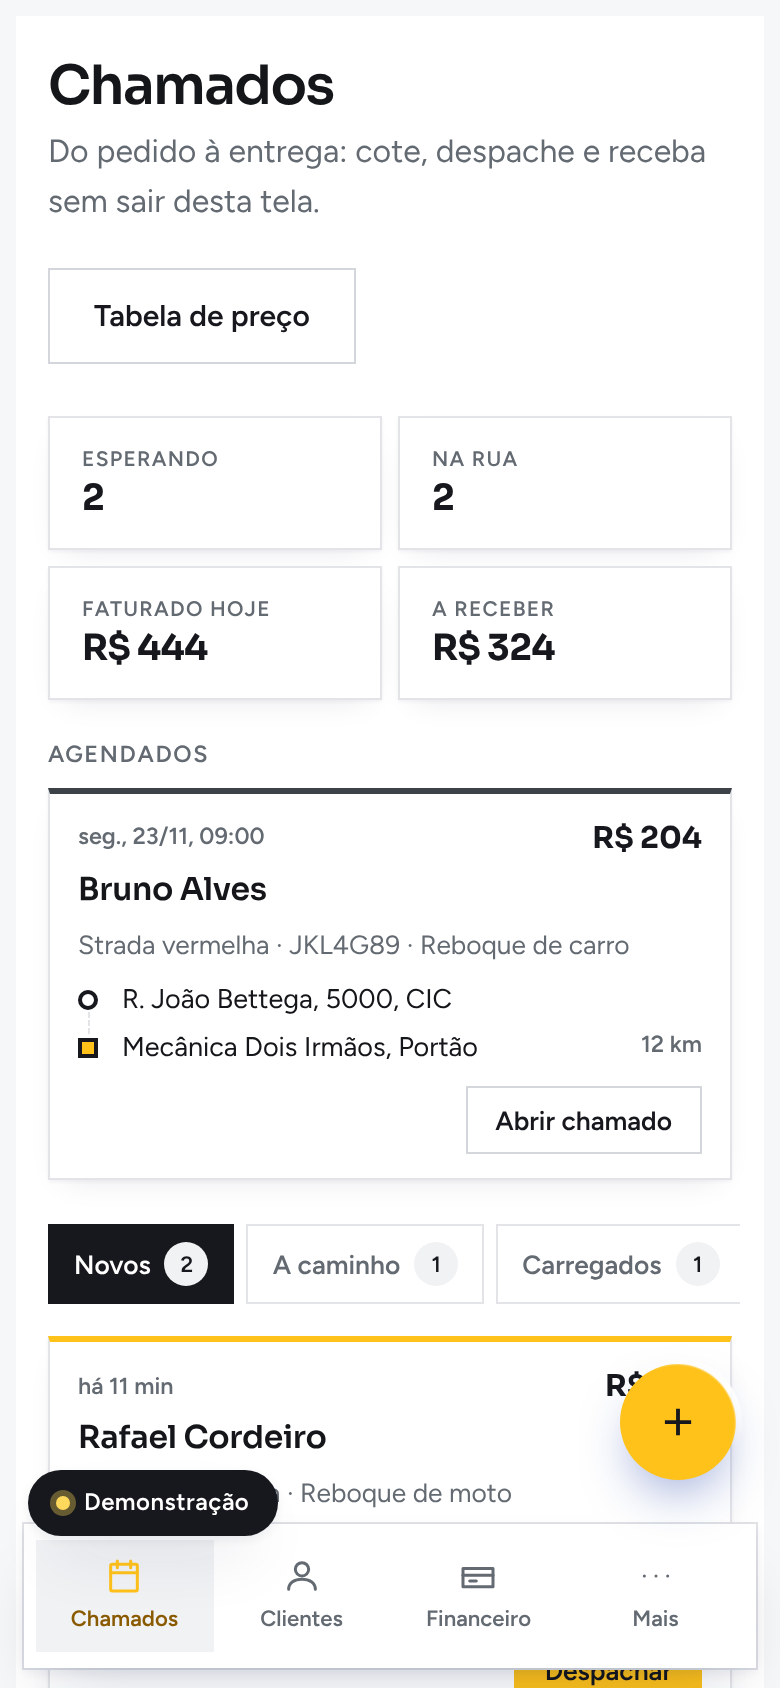 Chamados
Do pedido à entrega: cote, despache e receba
sem sair desta tela.
Tabela de preço
ESPERANDO
2
NA RUA
2
FATURADO HOJE
R$ 444
A RECEBER
R$ 324
AGENDADOS
seg., 23/11, 09:00
R$ 204
Bruno Alves
Strada vermelha · JKL4G89 · Reboque de carro
R. João Bettega, 5000, CIC
Mecânica Dois Irmãos, Portão
12 km
Abrir chamado
Novos 2
A caminho 1
Carregados 1
há 11 min
R$
Rafael Cordeiro
· Reboque de moto
Demonstração
Chamados
Clientes
Financeiro
Mais
Despachar